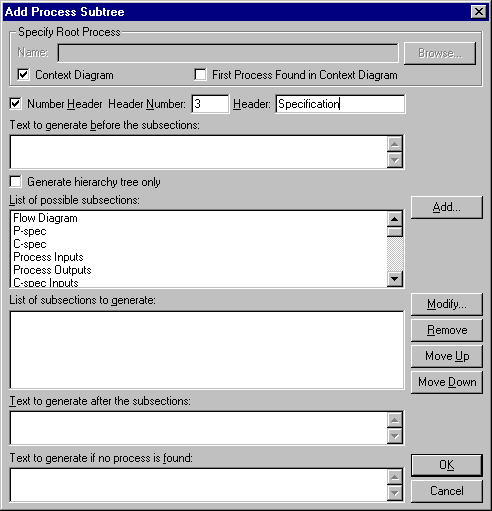 Add Process Subtree
Specify Root Process
Name:
Browse...
Context Diagram
First Process Found in Context Diagram
Number Header Header Number: 3 Header: Specification
Text to generate before the subsections:
Generate hierarchy tree only
List of possible subsections:
Add...
Flow Diagram
P-spec
C-spec
Process Inputs
Process Outputs
C-spec Inputs
List of subsections to generate:
Modify...
Remove
Move Up
Move Down
Text to generate after the subsections:
Text to generate if no process is found:
OK
Cancel